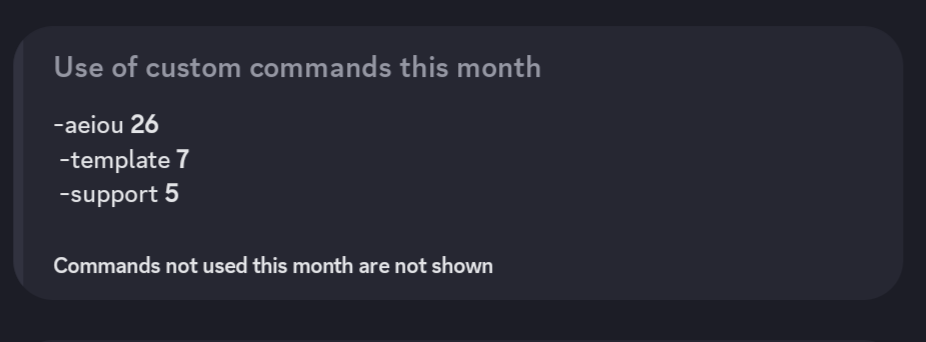 Use of custom commands this month
-aeiou 26
-template 7
-support 5
Commands not used this month are not shown